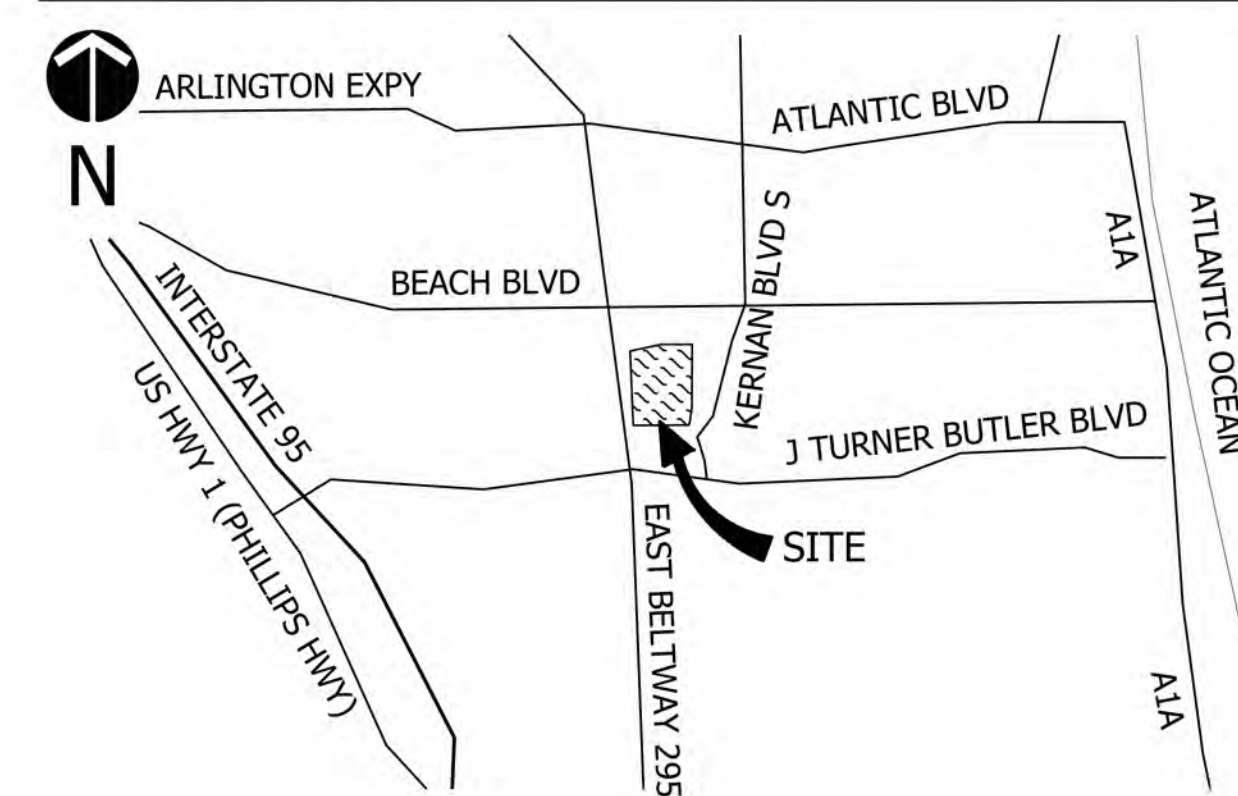 ARLINGTON EXPY
ATLANTIC BLVD
N
KERNAN BLVD S
A1A
ATLANTIC OCEAN
BEACH BLVD
INTERSTATE 95
US HWY 1 (PHILLIPS HWY)
J TURNER BUTLER BLVD
SITE
EAST BELTWAY 295
A1A